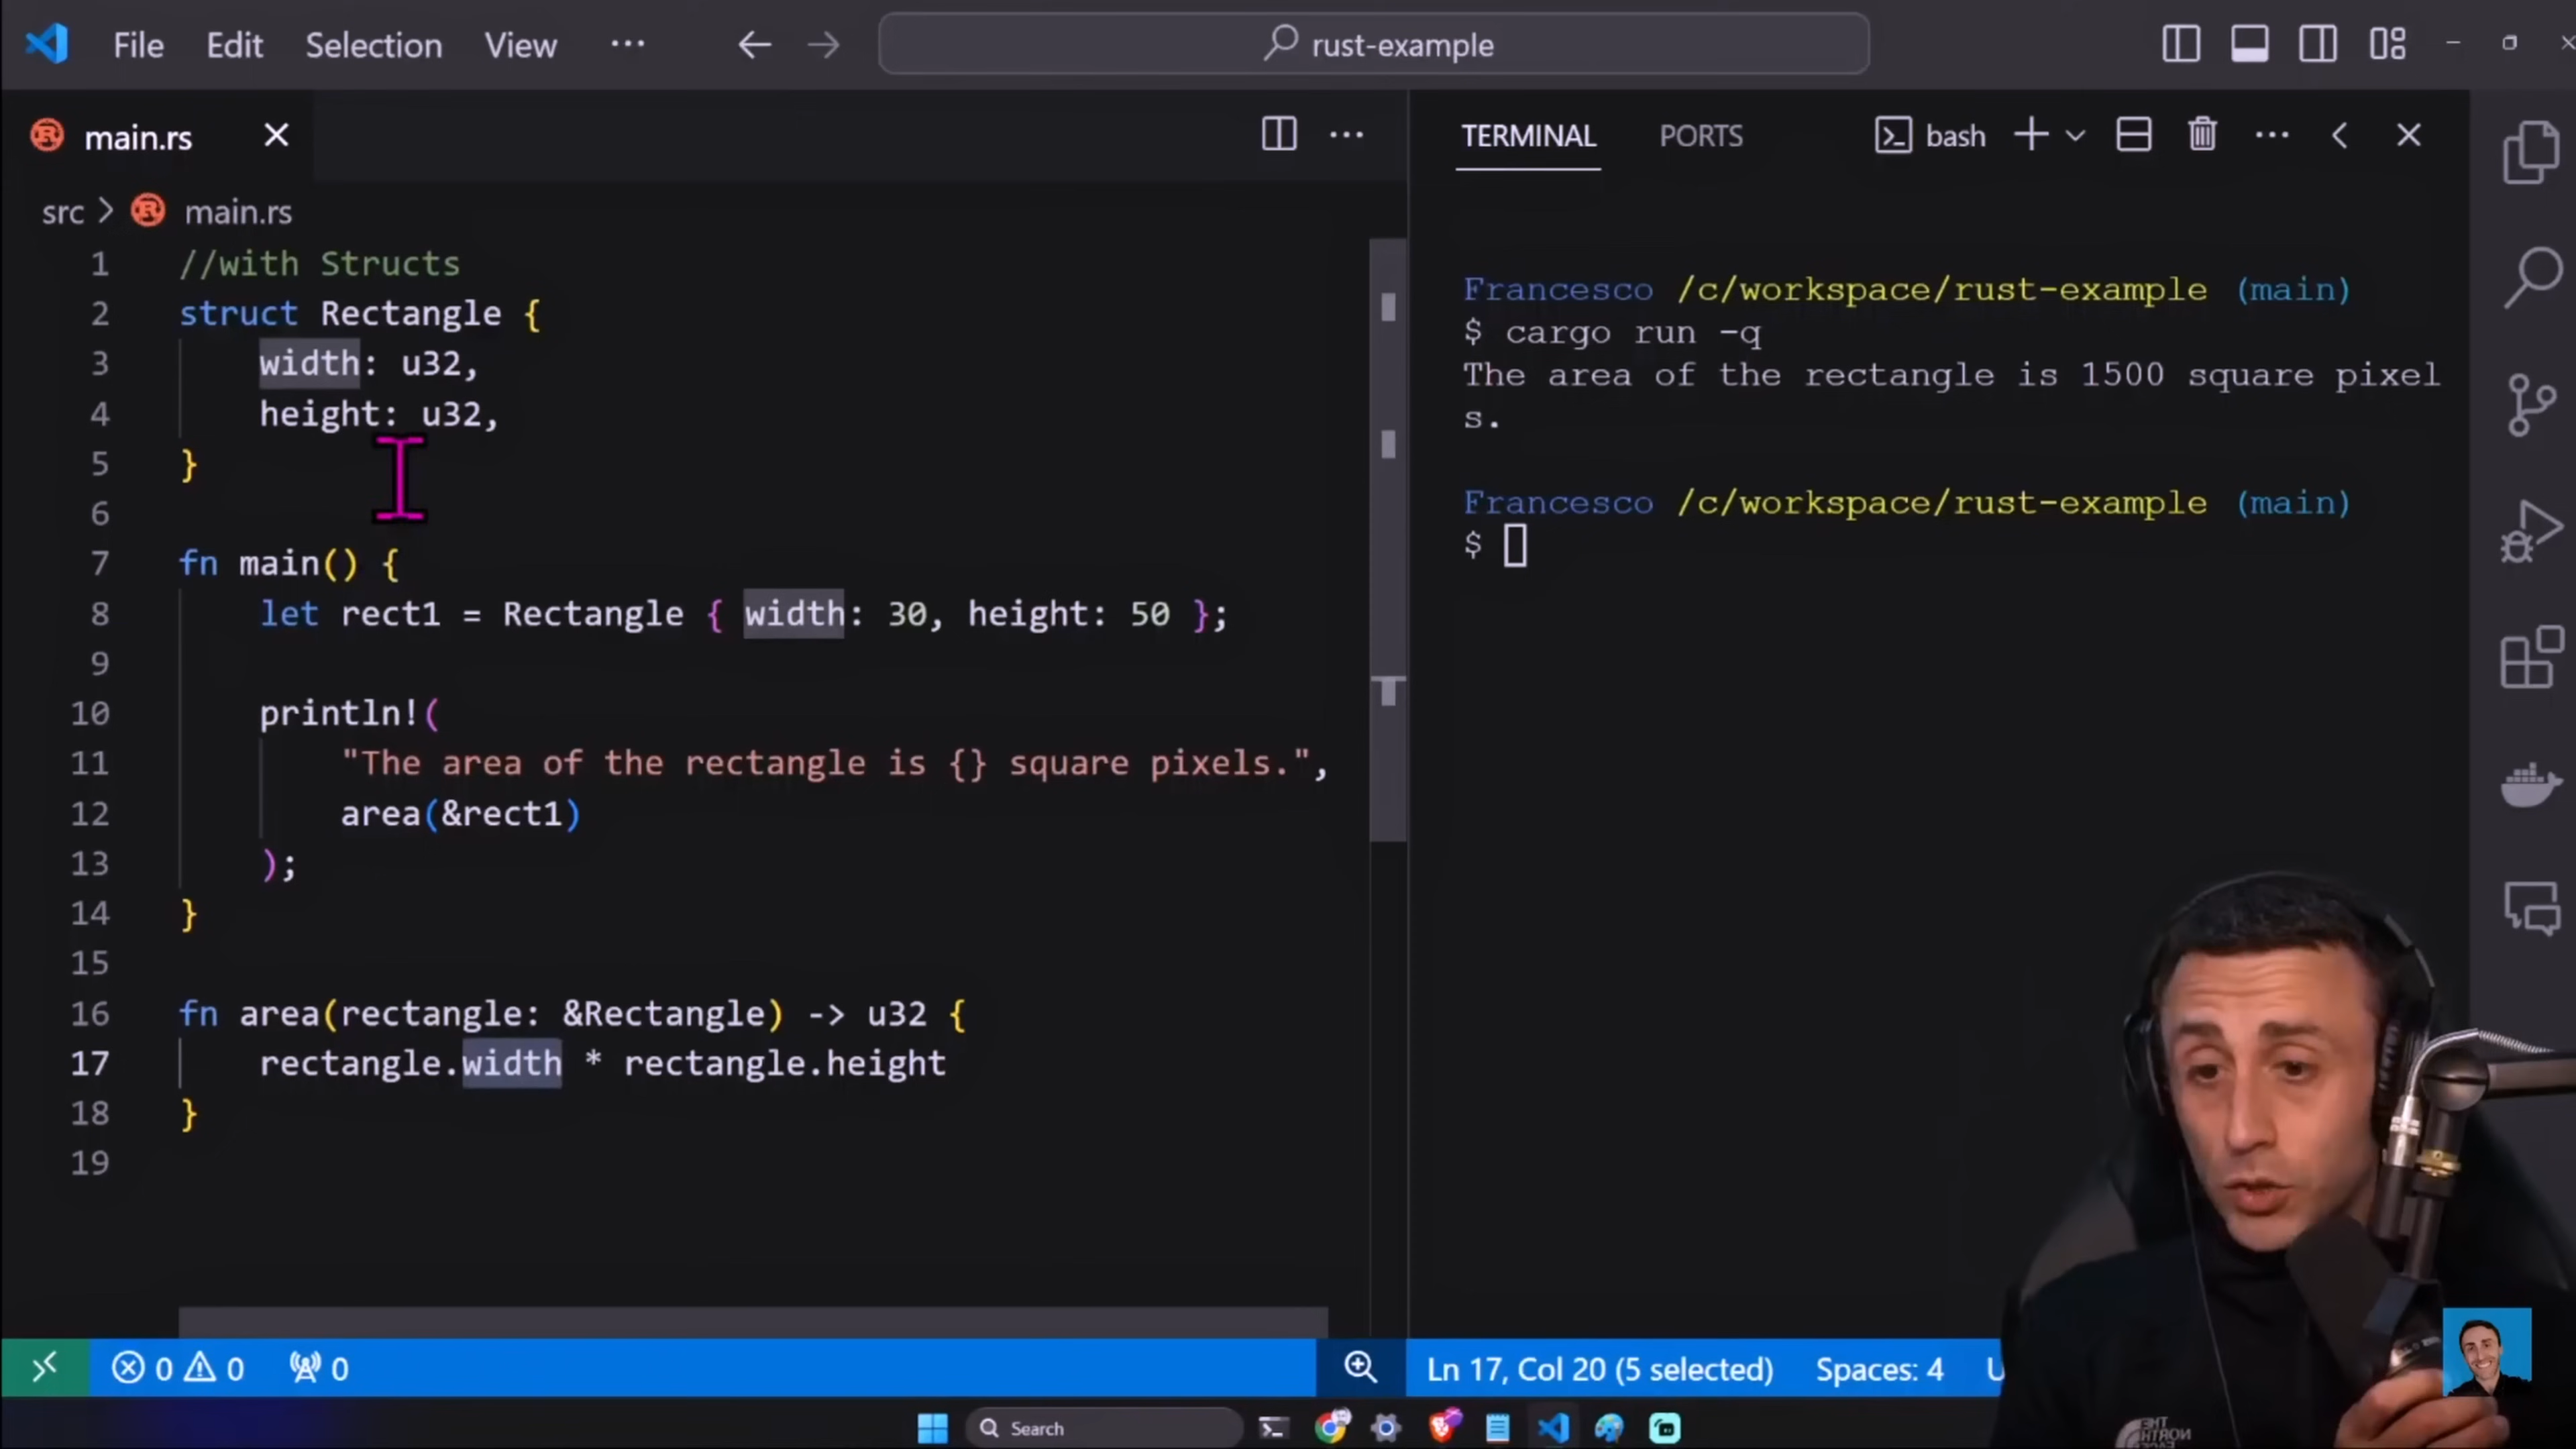 File Edit Selection View ... rust-example
main.rs
TERMINAL PORTS bash
src > main.rs
1 //with Structs
2 struct Rectangle {
3 width: u32,
4 height: u32,
5 }
6
7 fn main() {
8 let rect1 = Rectangle { width: 30, height: 50 };
9
10 println!(
11 "The area of the rectangle is {} square pixels.",
12 area(&rect1)
13 );
14 }
15
16 fn area(rectangle: &Rectangle) -> u32 {
17 rectangle.width * rectangle.height
18 }
19
Francesco /c/workspace/rust-example (main)
$ cargo run -q
The area of the rectangle is 1500 square pixel
s.
Francesco /c/workspace/rust-example (main)
$
0 0 0 Ln 17, Col 20 (5 selected) Spaces: 4 U
Search
THE
NORTH